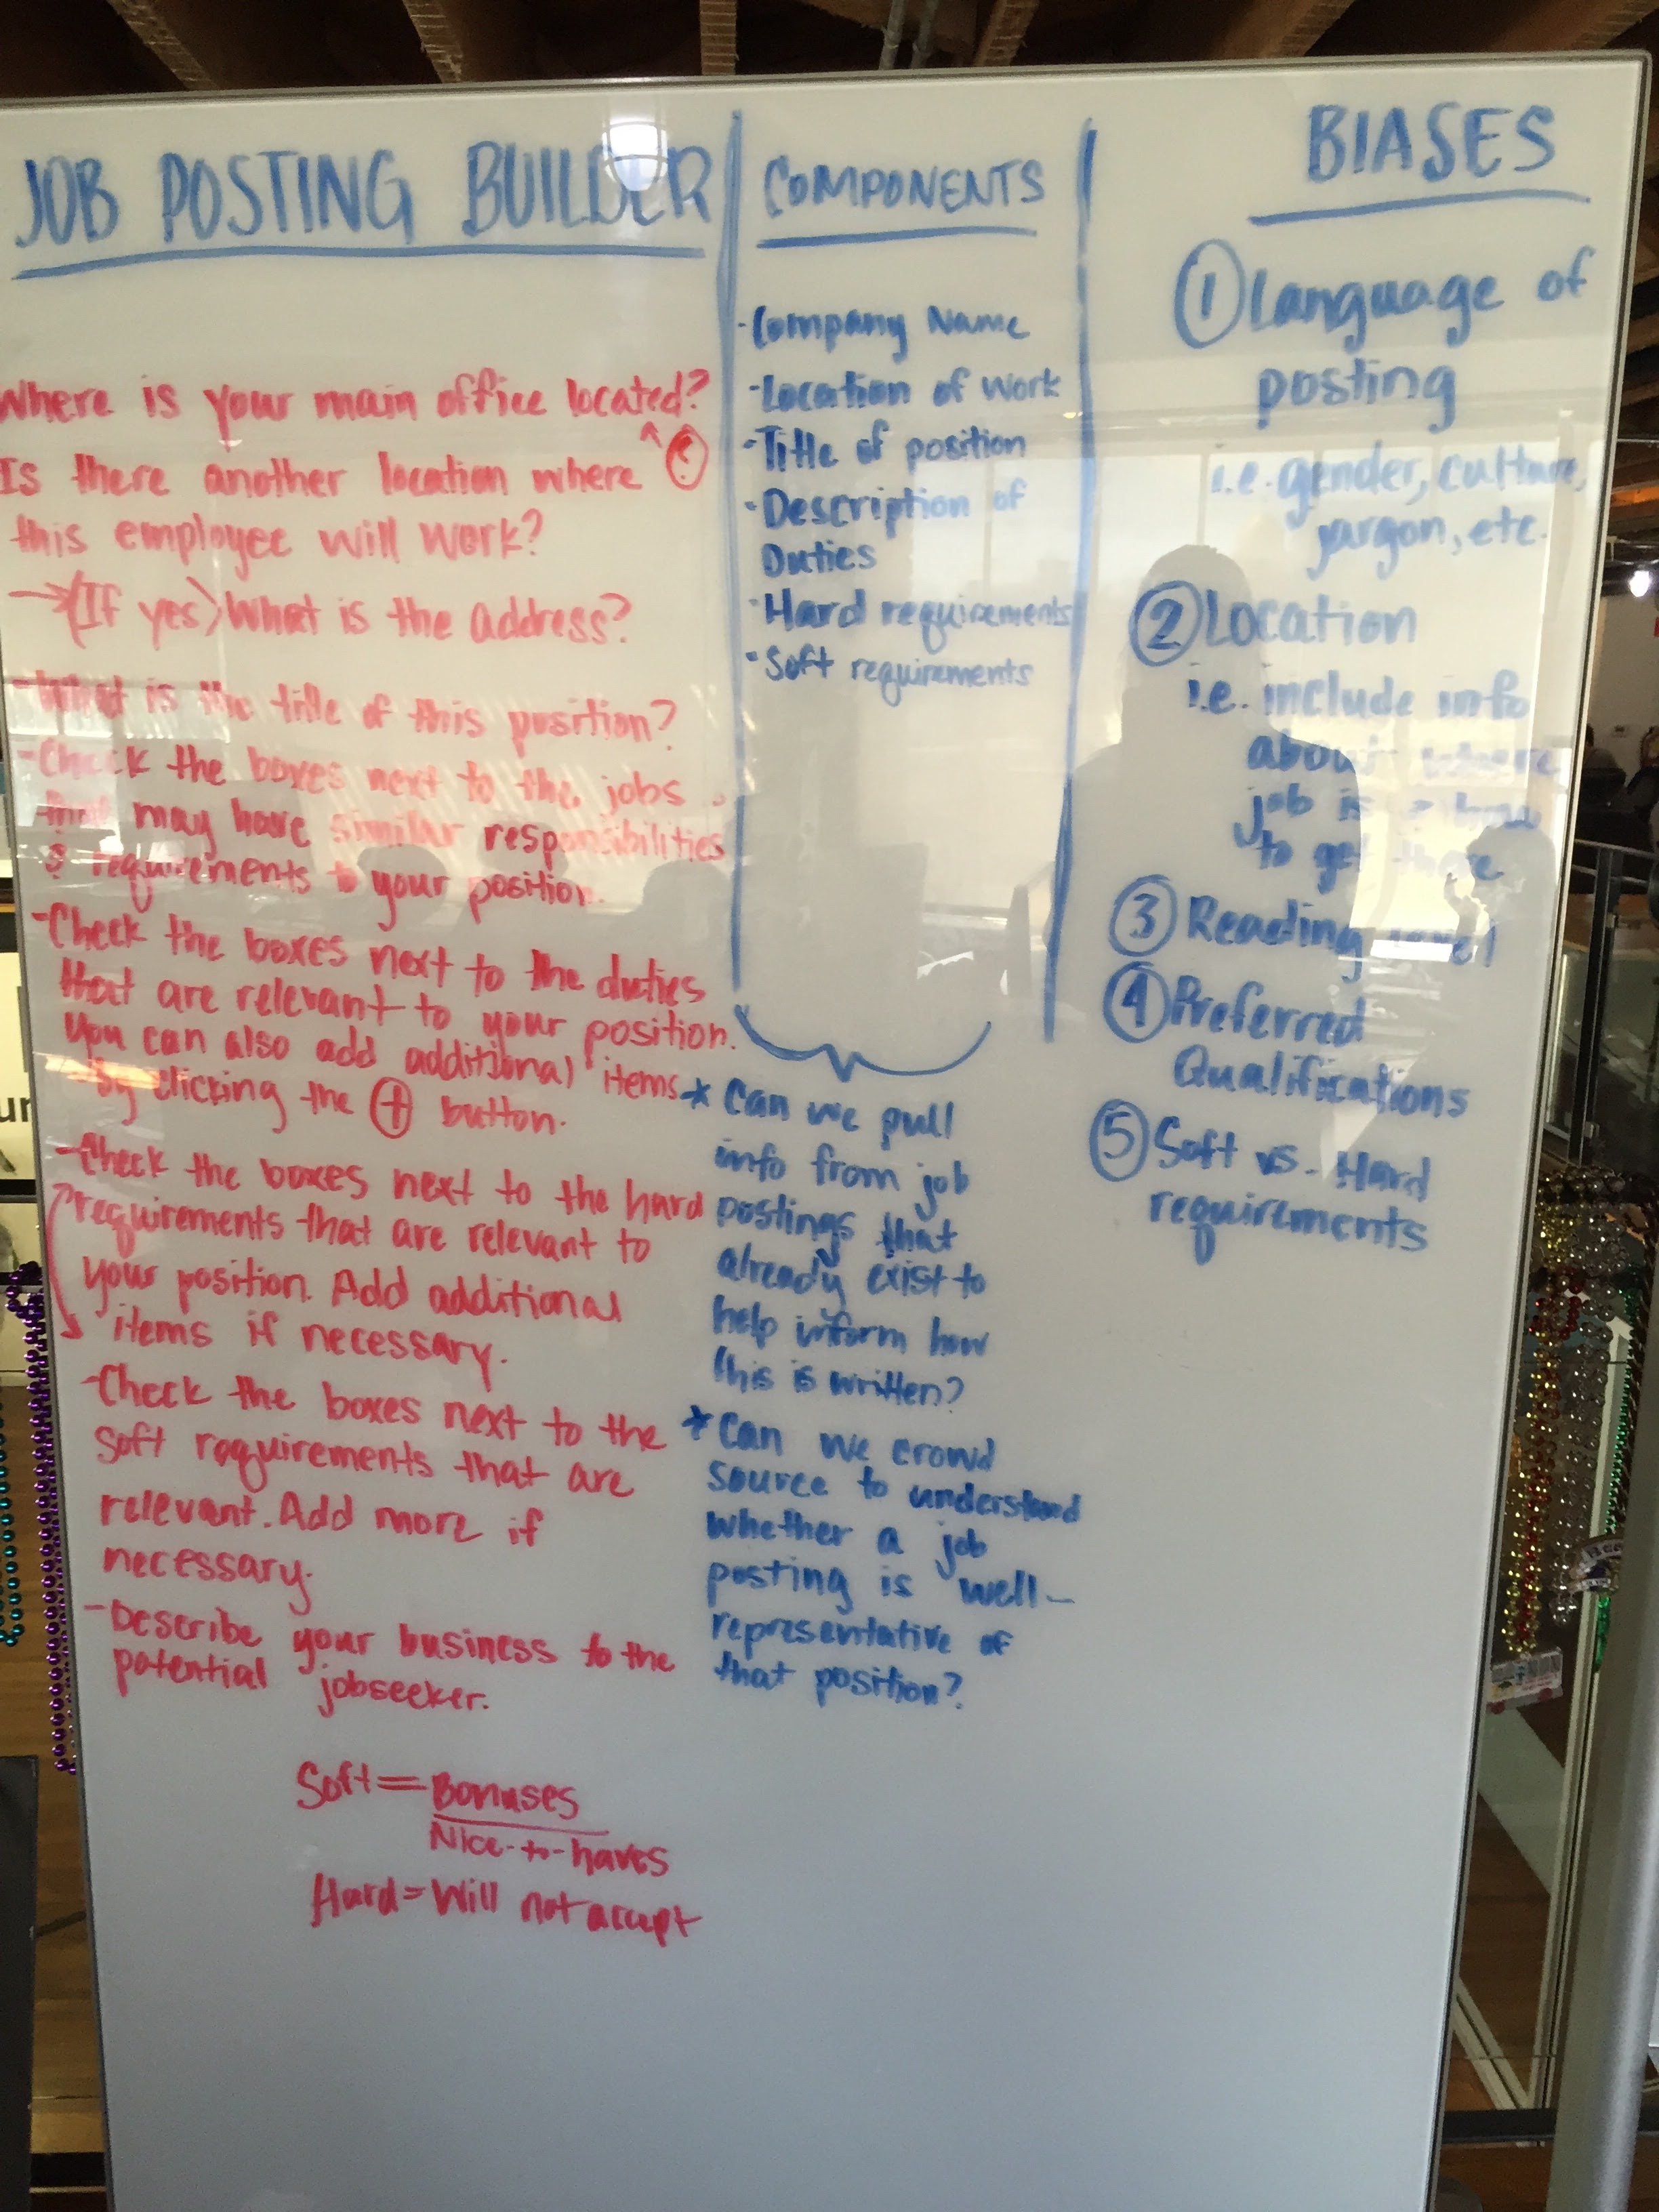 JOB POSTING BUILDER
Where is your main office located?
Is there another location where
this employee will work?
→(If yes) What is the address?
-What is the title of this position?
-Check the boxes next to the jobs
that may have similar responsibilities
& requirements to your position.
-Check the boxes next to the duties
that are relevant to your position.
You can also add additional items
by clicking the + button.
-Check the boxes next to the hard
requirements that are relevant to
your position. Add additional
items if necessary.
-Check the boxes next to the
soft requirements that are
relevant. Add more if
necessary.
-Describe your business to the
potential jobseeker.
Soft = Bonuses
Nice-to-haves
Hard = Will not accept
COMPONENTS
·Company Name
-Location of work
·Title of position
·Description of
Duties
·Hard requirements
·Soft requirements
* Can we pull
info from job
postings that
already exist to
help inform how
this is written?
* Can we crowd
source to understand
whether a job
posting is well-
representative of
that position?
BIASES
① Language of
posting
i.e. gender, culture,
jargon, etc.
② Location
i.e. include info
about where
job is & how
to get there
③ Reading level
④ Preferred
Qualifications
⑤ Soft vs. Hard
requirements